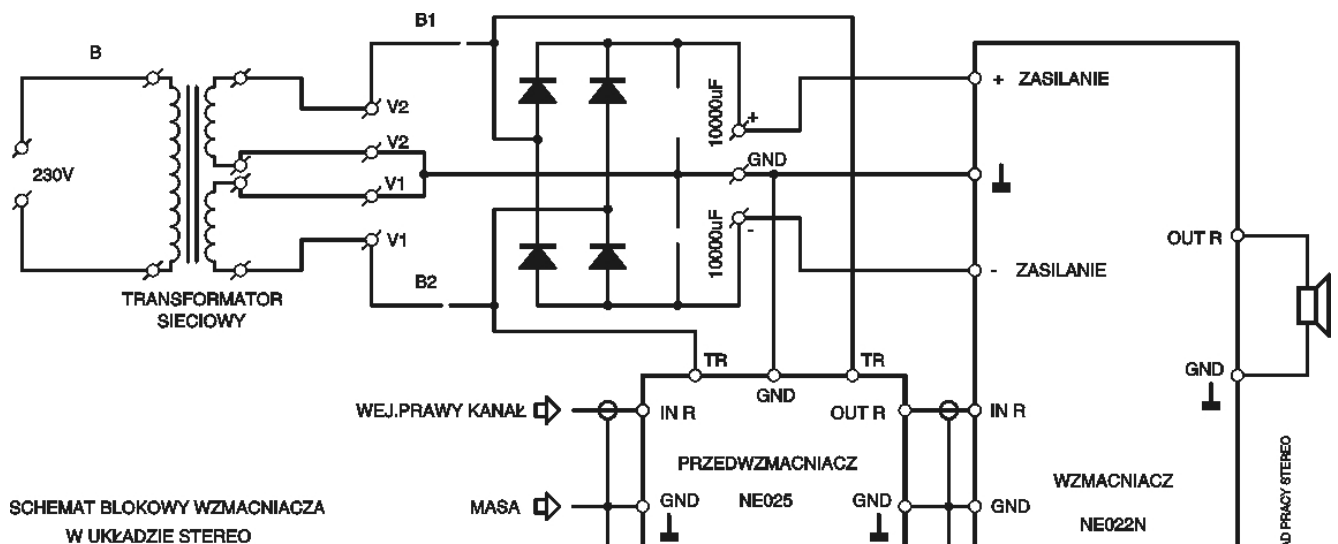 B1
B
V2
V2
V1
V1
230V
TRANSFORMATOR
SIECIOWY
B2
10000uF
+
GND
10000uF
-
+ ZASILANIE
- ZASILANIE
OUT R
GND
TR
GND
TR
WEJ.PRAWY KANAŁ
IN R
OUT R
IN R
PRZEDWZMACNIACZ
NE025
WZMACNIACZ
NE022N
MASA
GND
GND
GND
SCHEMAT BLOKOWY WZMACNIACZA
W UKŁADZIE STEREO
PRACY STEREO